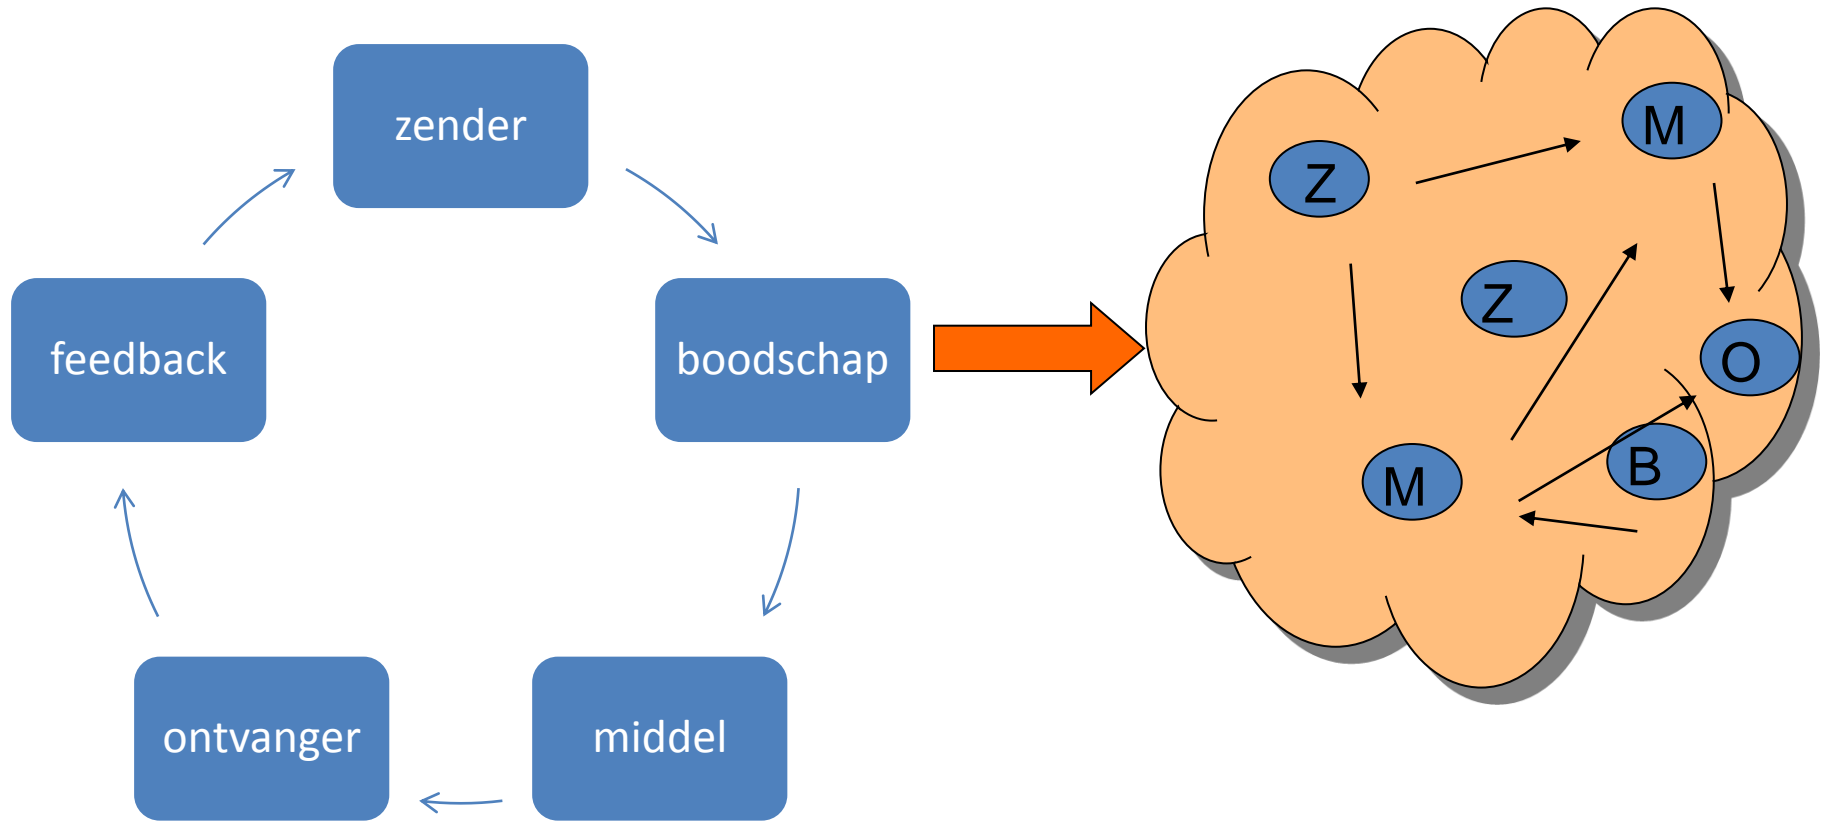 zender
feedback
boodschap
ontvanger
middel
Z
M
Z
O
M
B